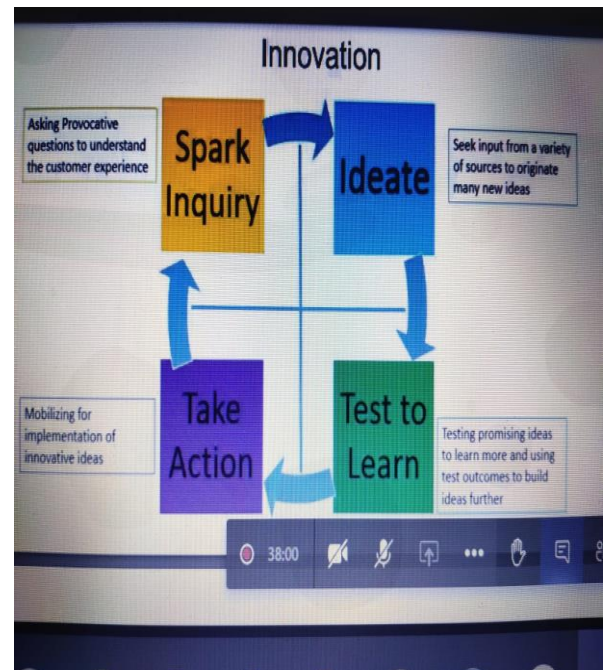 Innovation
Asking Provocative
questions to understand
the customer experience
Spark
Inquiry
Ideate
Seek input from a variety
of sources to originate
many new ideas
Mobilizing for
implementation of
innovative ideas
Take
Action
Test to
Learn
Testing promising ideas
to learn more and using
test outcomes to build
ideas further
38:00